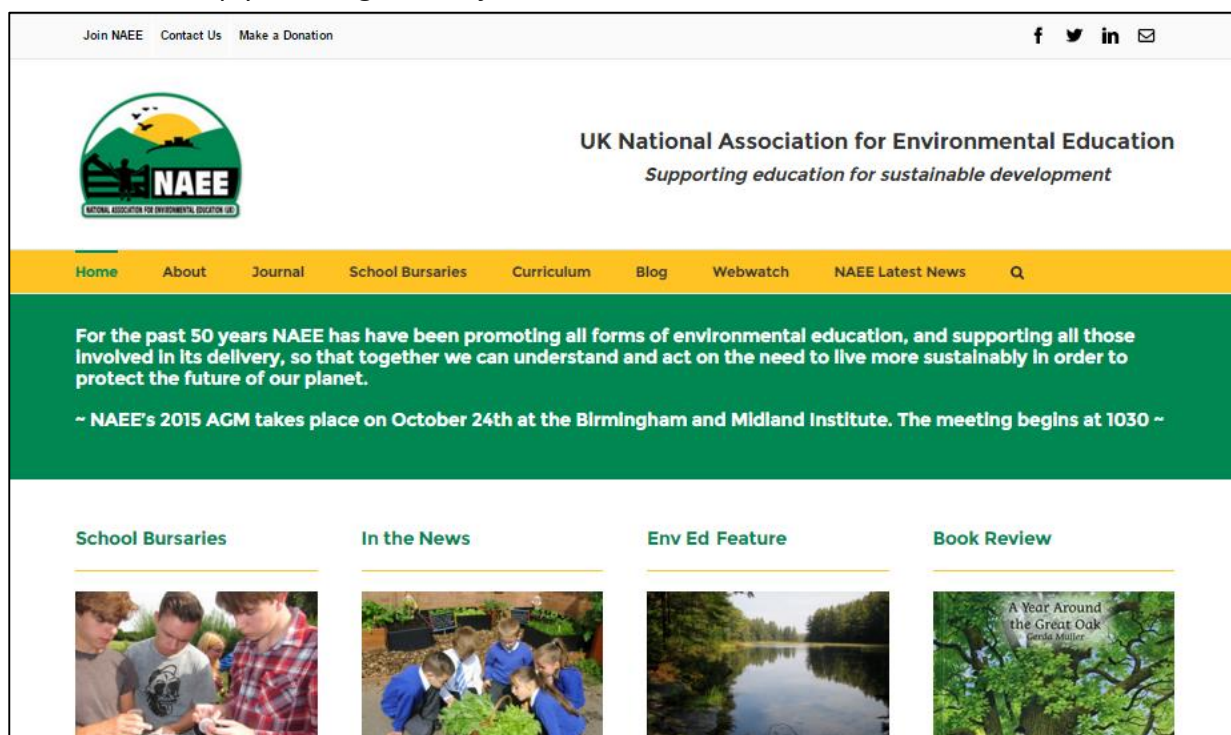 Join NAEE Contact Us Make a Donation
NAEE
NATIONAL ASSOCIATION FOR ENVIRONMENTAL EDUCATION (UK)
UK National Association for Environmental Education
Supporting education for sustainable development
Home About Journal School Bursaries Curriculum Blog Webwatch NAEE Latest News
For the past 50 years NAEE has have been promoting all forms of environmental education, and supporting all those
involved in its delivery, so that together we can understand and act on the need to live more sustainably in order to
protect the future of our planet.
~ NAEE's 2015 AGM takes place on October 24th at the Birmingham and Midland Institute. The meeting begins at 1030 ~
School Bursaries In the News Env Ed Feature Book Review
A Year Around
the Great Oak
Gerda Muller